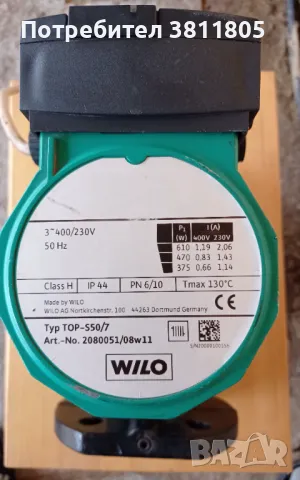 Потребител 3811805
3~400/230V
50 Hz
P₁ (W) I (A) 400V 230V
610 1,19 2,06
470 0.83 1.43
375 0.66 1.14
Class H IP 44 PN 6/10 Tmax 130°C
Made by WILO
WILO AG Nortkirchenstr. 100 44263 Dortmund Germany
Typ TOP-S50/7
Art.-No. 2080051/08w11
WILO
BAZAR
bg